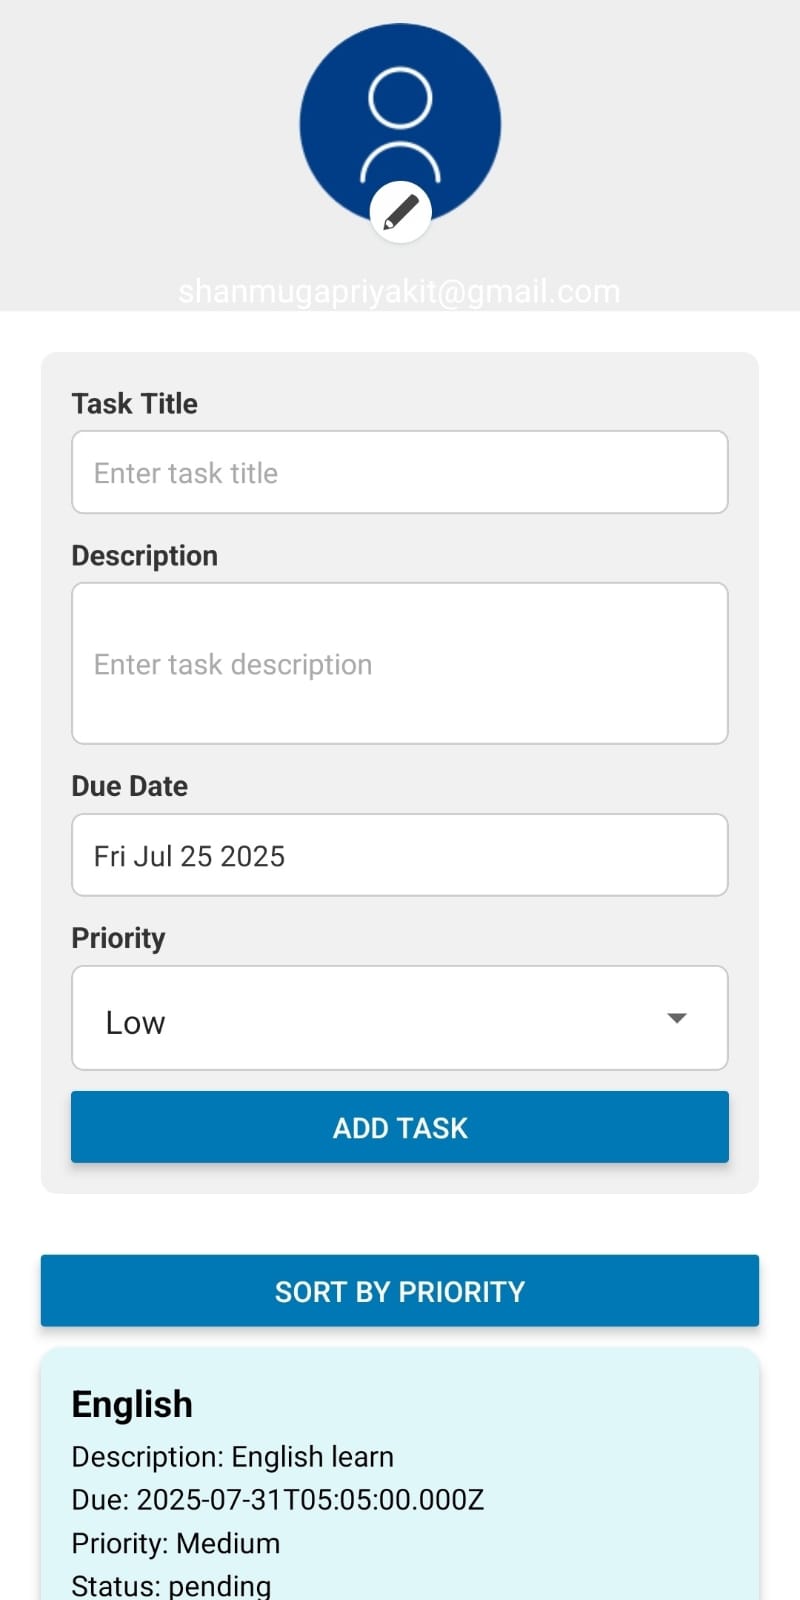 shanmugapriyakit@gmail.com
Task Title
Enter task title
Description
Enter task description
Due Date
Fri Jul 25 2025
Priority
Low
ADD TASK
SORT BY PRIORITY
English
Description: English learn
Due: 2025-07-31T05:05:00.000Z
Priority: Medium
Status: pending